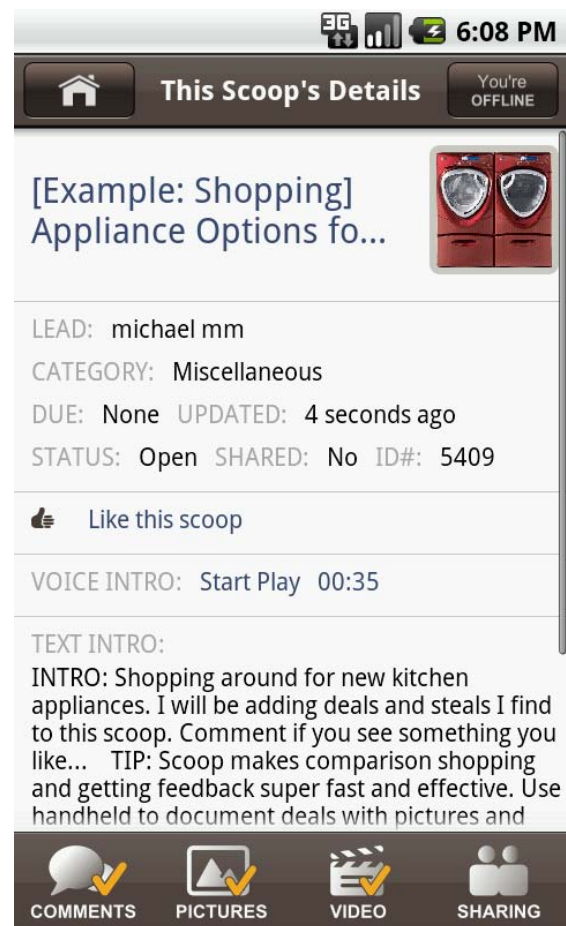 3G 6:08 PM
This Scoop's Details
You're
OFFLINE
[Example: Shopping]
Appliance Options fo...
LEAD: michael mm
CATEGORY: Miscellaneous
DUE: None UPDATED: 4 seconds ago
STATUS: Open SHARED: No ID#: 5409
Like this scoop
VOICE INTRO: Start Play 00:35
TEXT INTRO:
INTRO: Shopping around for new kitchen
appliances. I will be adding deals and steals I find
to this scoop. Comment if you see something you
like... TIP: Scoop makes comparison shopping
and getting feedback super fast and effective. Use
handheld to document deals with pictures and
COMMENTS PICTURES VIDEO SHARING